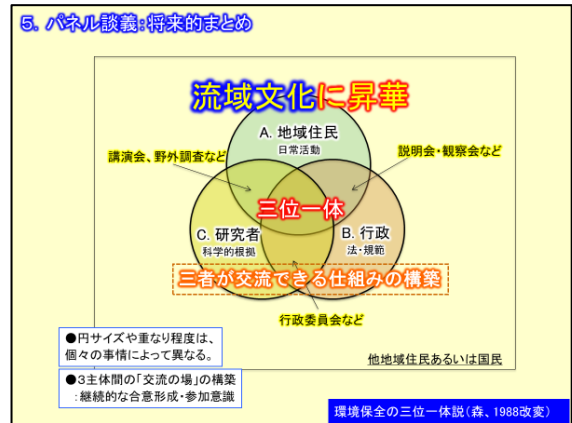 5. パネル談義：将来的まとめ
流域文化に昇華
A. 地域住民
日常活動
講演会、野外調査など
説明会・観察会など
三位一体
C. 研究者
科学的根拠
B. 行政
法・規範
三者が交流できる仕組みの構築
行政委員会など
●円サイズや重なり程度は、
個々の事情によって異なる。
他地域住民あるいは国民
●3主体間の「交流の場」の構築
：継続的な合意形成・参加意識
環境保全の三位一体説（森、1988改変）